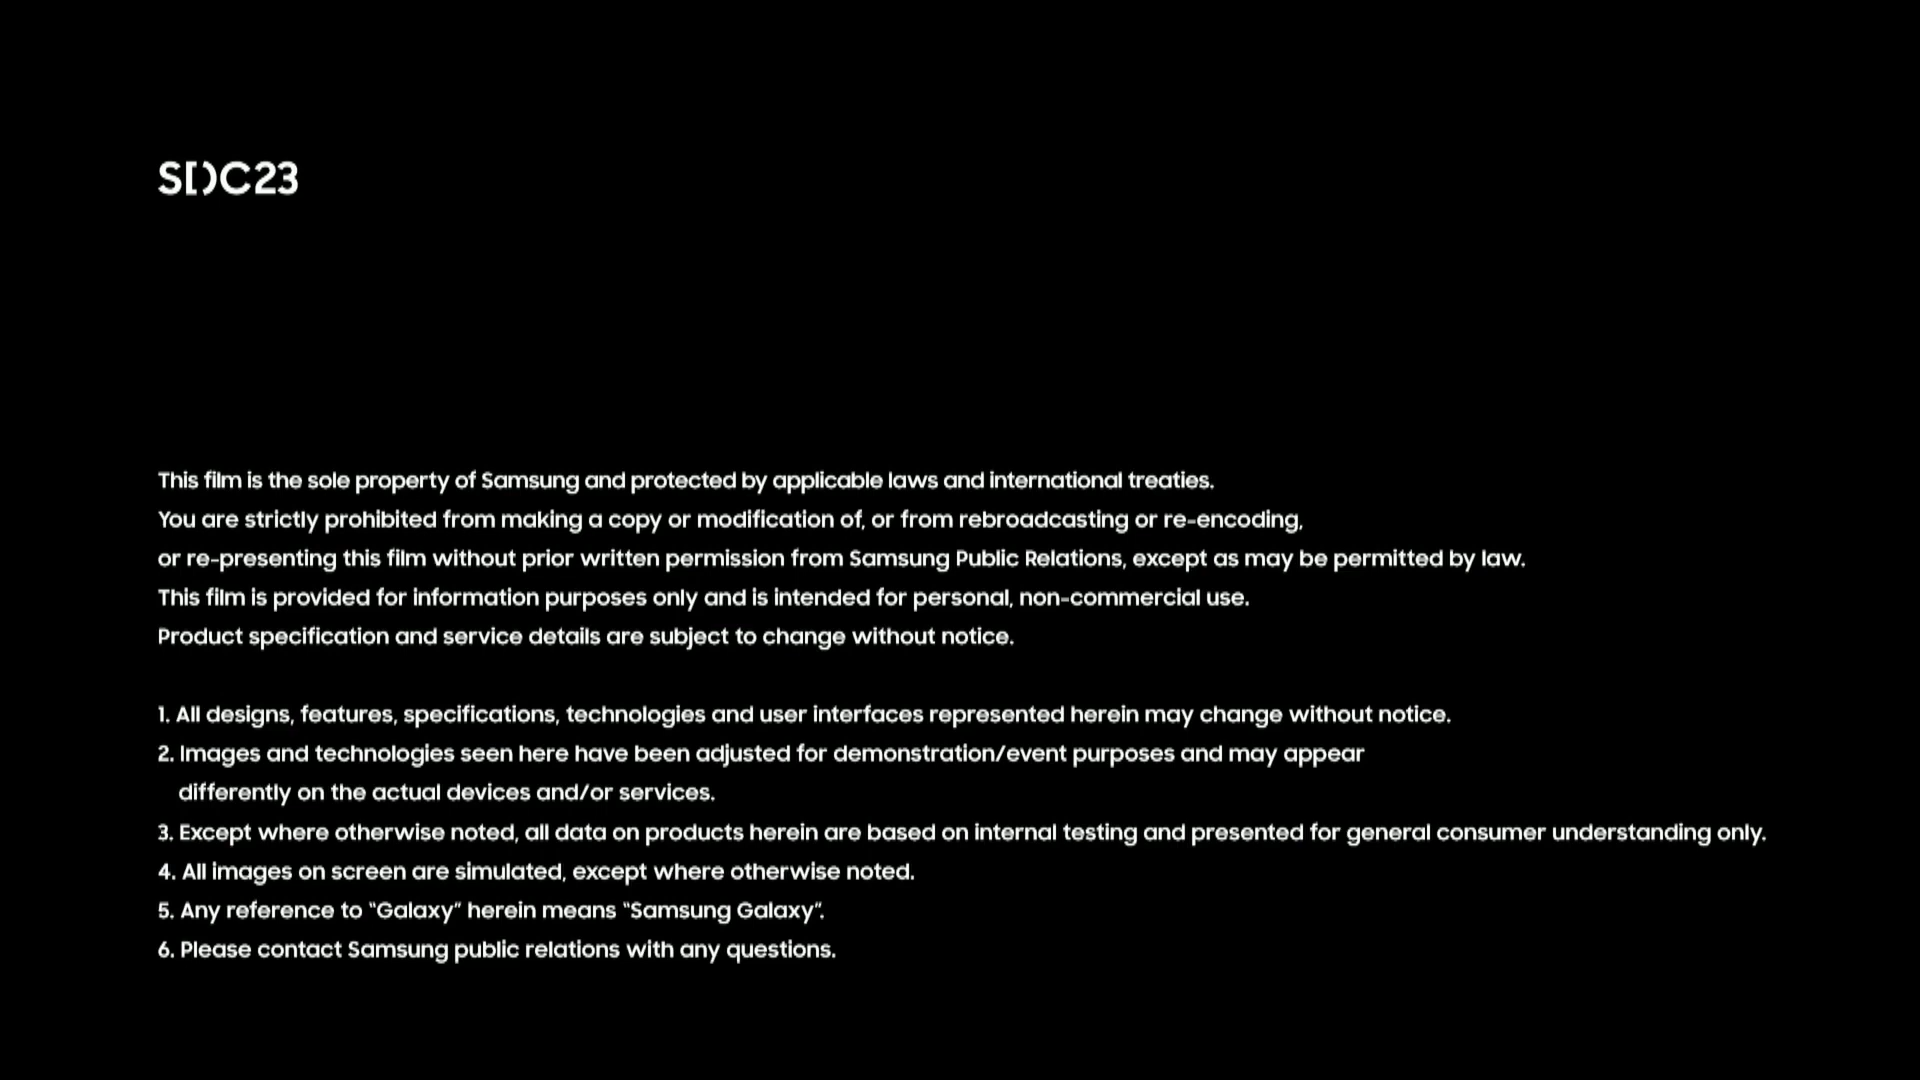 SDC23
This film is the sole property of Samsung and protected by applicable laws and international treaties.
You are strictly prohibited from making a copy or modification of, or from rebroadcasting or re-encoding,
or re-presenting this film without prior written permission from Samsung Public Relations, except as may be permitted by law.
This film is provided for information purposes only and is intended for personal, non-commercial use.
Product specification and service details are subject to change without notice.
1. All designs, features, specifications, technologies and user interfaces represented herein may change without notice.
2. Images and technologies seen here have been adjusted for demonstration/event purposes and may appear
differently on the actual devices and/or services.
3. Except where otherwise noted, all data on products herein are based on internal testing and presented for general consumer understanding only.
4. All images on screen are simulated, except where otherwise noted.
5. Any reference to “Galaxy” herein means “Samsung Galaxy”.
6. Please contact Samsung public relations with any questions.